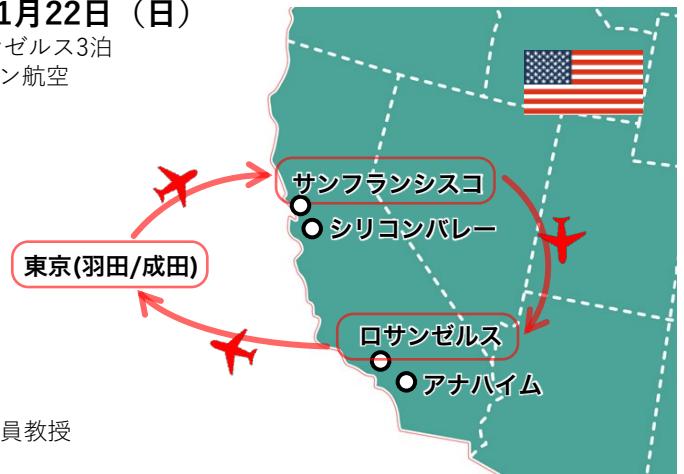 1月22日（日）
ゼルス3泊
ン航空
サンフランシスコ
シリコンバレー
東京(羽田/成田)
ロサンゼルス
アナハイム
員教授